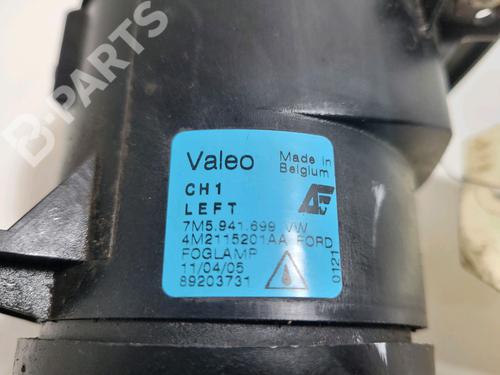 B-PARTS
Valeo
Made in
Belgium
CH1
LEFT
7M5.941.699 VW
4M2115201AA FORD
FOGLAMP
11/04/05
89203731
0121